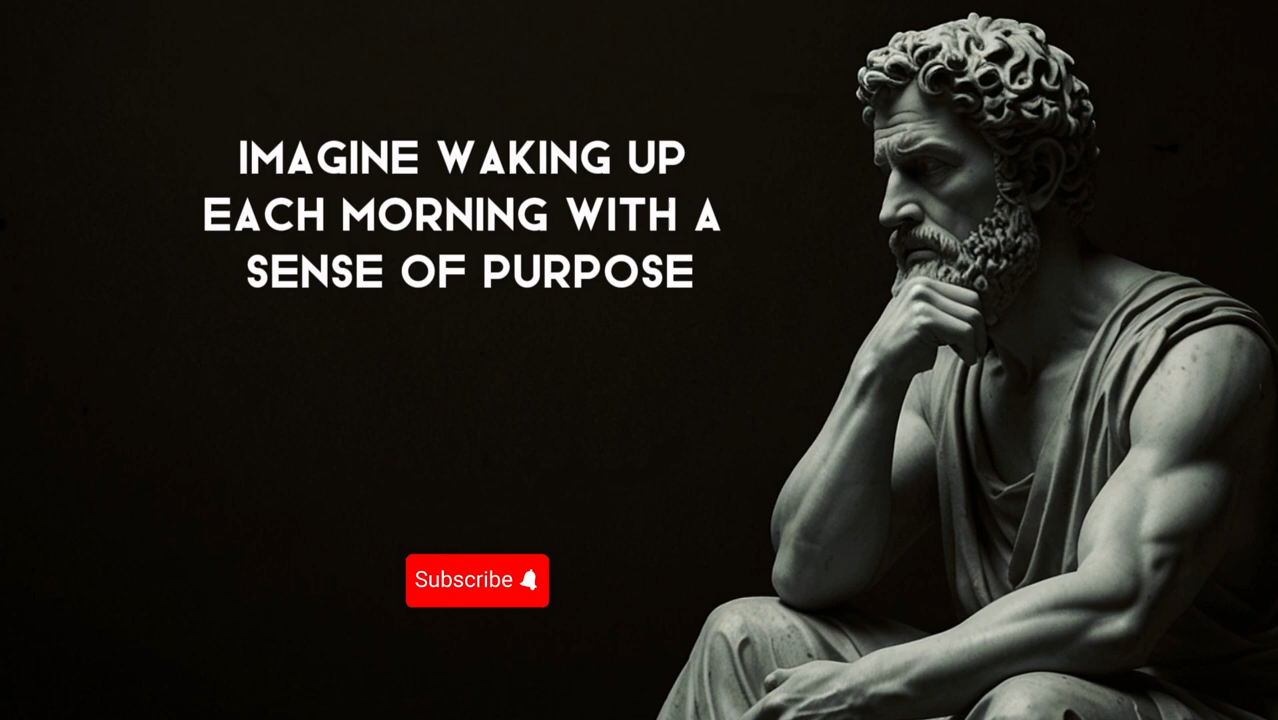 IMAGINE WAKING UP
EACH MORNING WITH A
SENSE OF PURPOSE
Subscribe